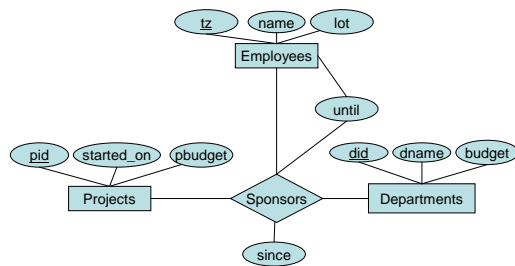 tz name lot
Employees
until
pid started_on pbudget
did dname budget
Projects Sponsors Departments
since